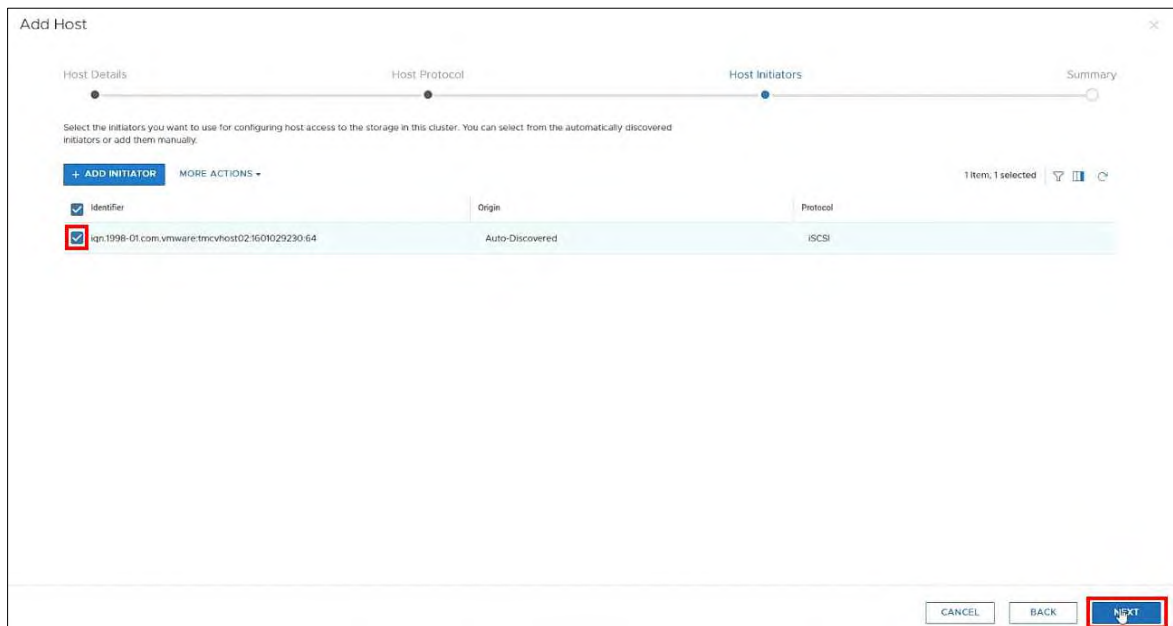 Add Host
Host Details
Host Protocol
Host Initiators
Summary
Select the initiators you want to use for configuring host access to the storage in this cluster. You can select from the automatically discovered
initiators or add them manually.
+ ADD INITIATOR
MORE ACTIONS
1 item, 1 selected
Identifier
Origin
Protocol
iqn.1998-01.com.vmware:tmcvhost02:1601029230:64
Auto-Discovered
iSCSI
CANCEL
BACK
NEXT